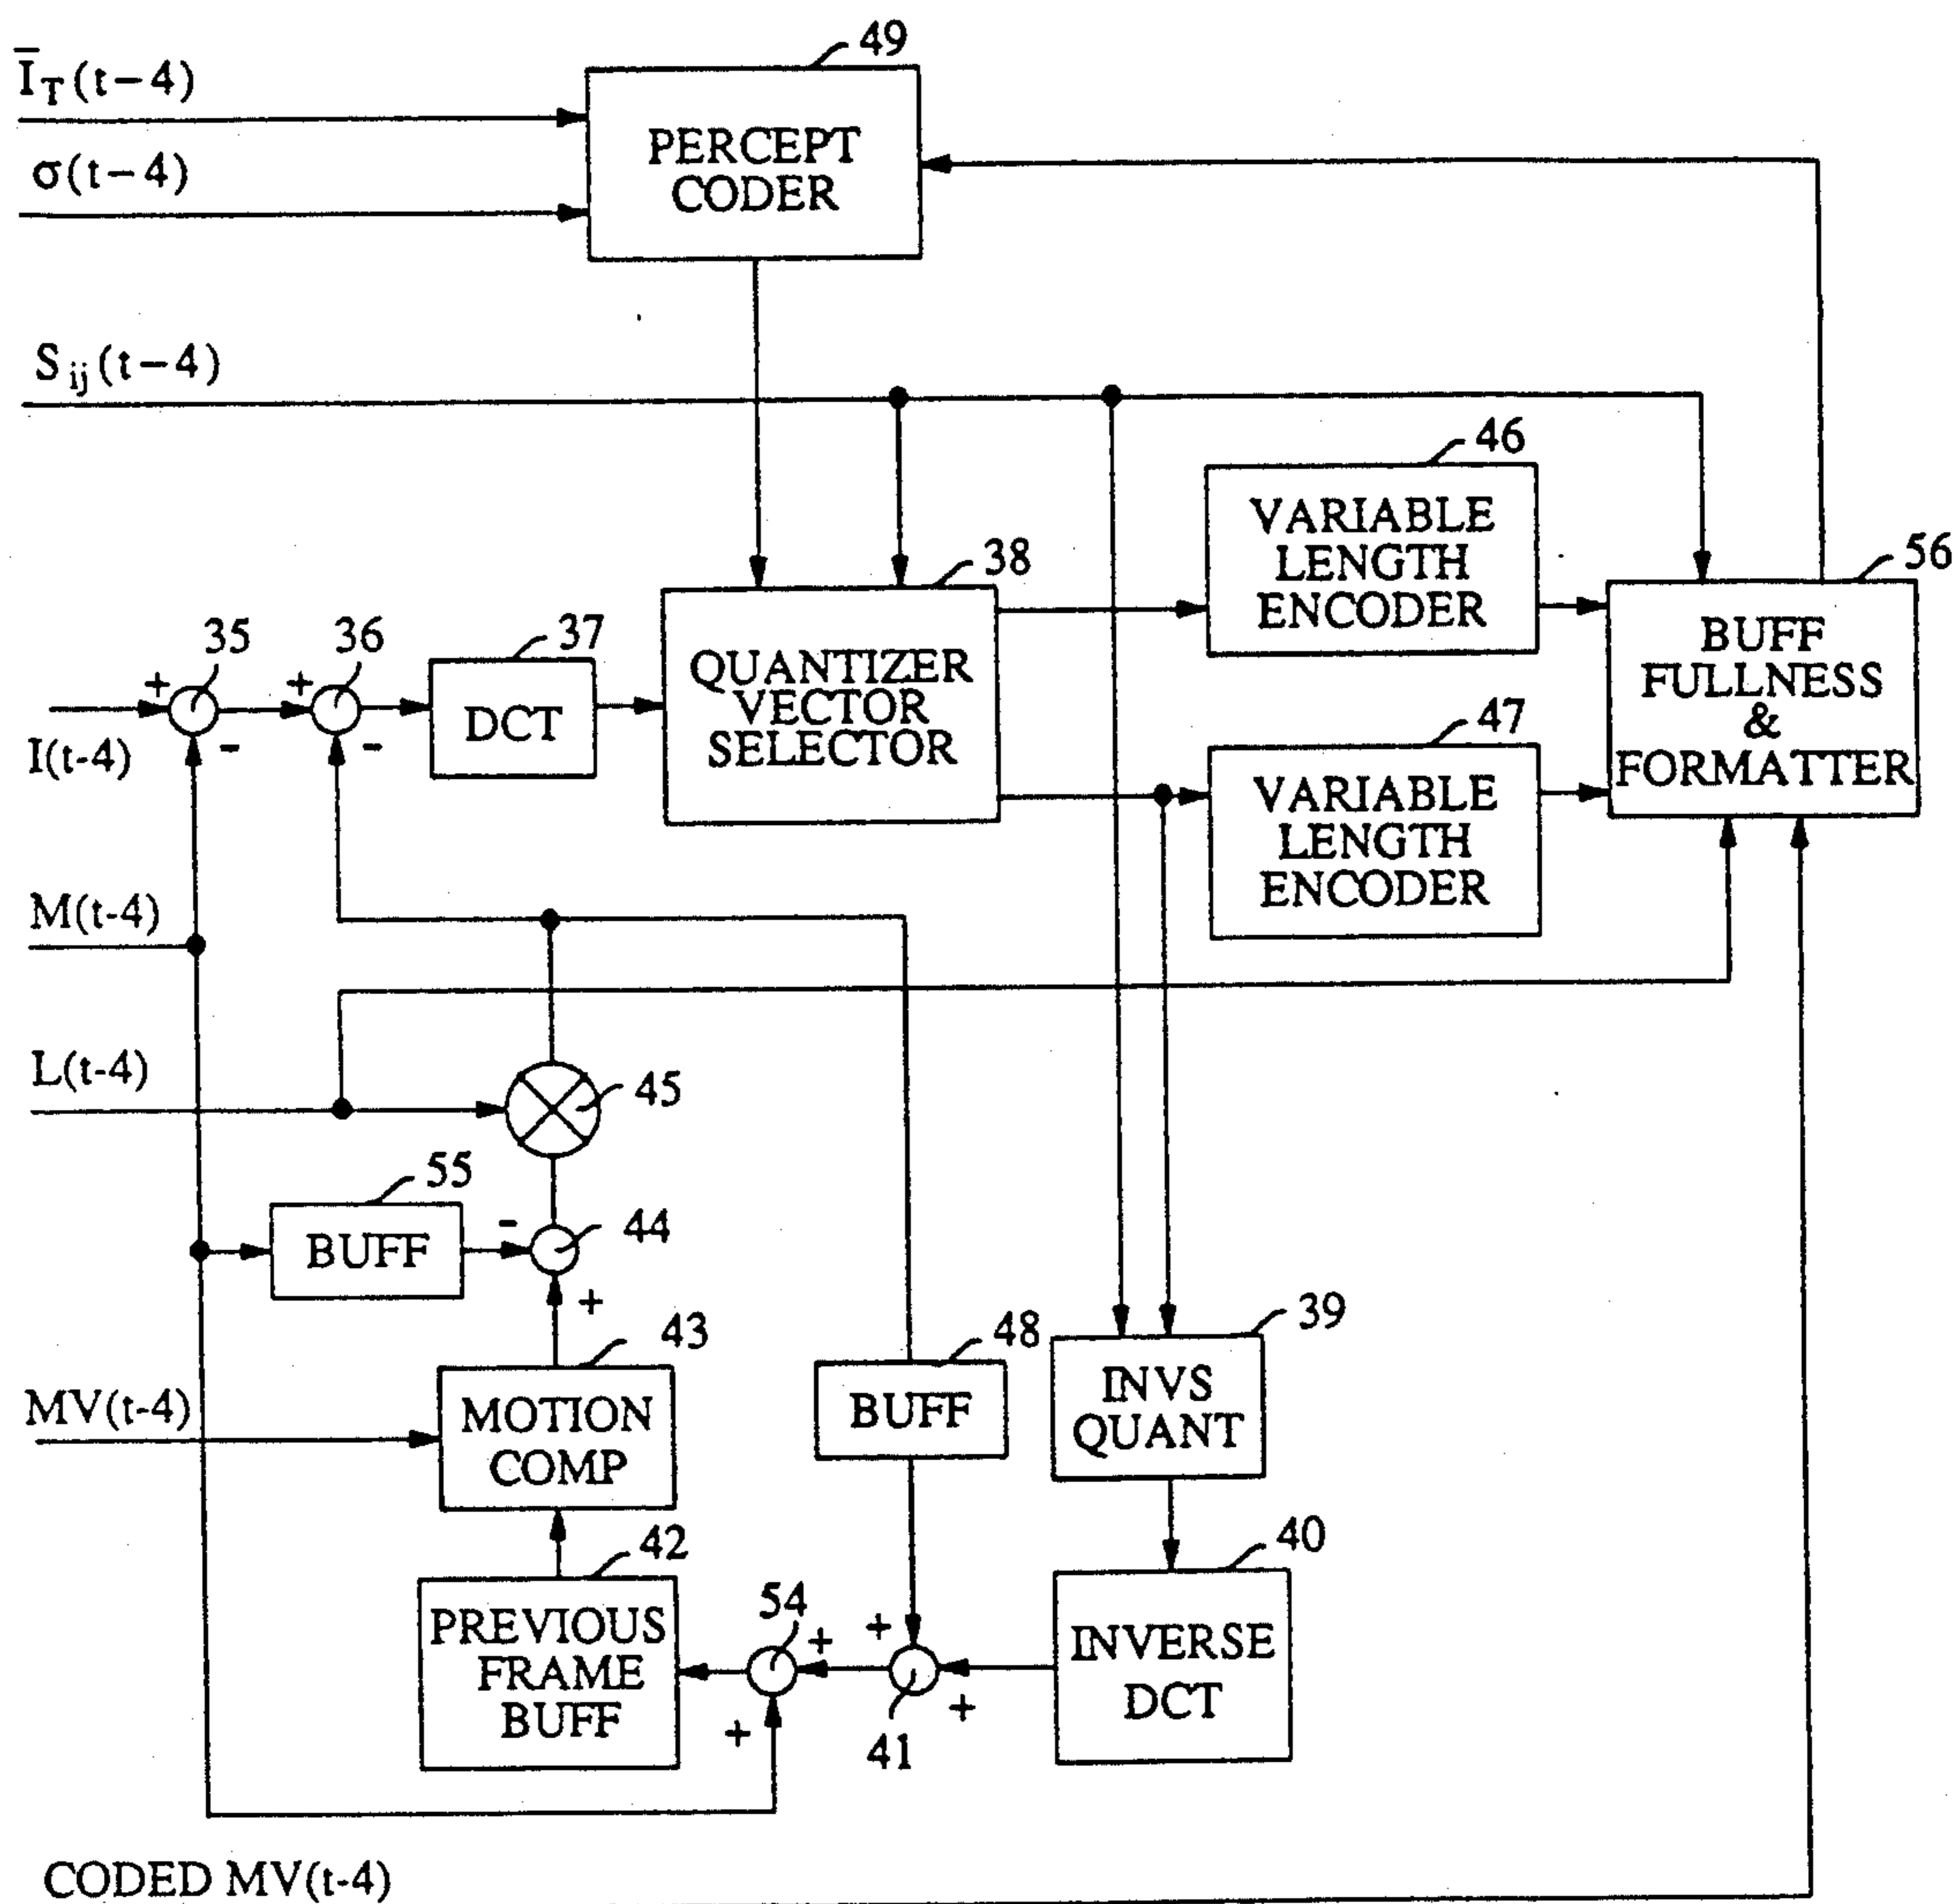 49
Ī_T(t-4)
PERCEPT
CODER
σ(t-4)
S_ij(t-4)
46
VARIABLE
LENGTH
ENCODER
38
56
QUANTIZER
VECTOR
SELECTOR
BUFF
FULLNESS
&
FORMATTER
35
36
37
+
-
+
-
DCT
I(t-4)
47
VARIABLE
LENGTH
ENCODER
M(t-4)
L(t-4)
45
55
BUFF
-
44
+
43
48
39
MV(t-4)
MOTION
COMP
BUFF
INVS
QUANT
42
40
PREVIOUS
FRAME
BUFF
54
+
+
+
+
41
INVERSE
DCT
CODED MV(t-4)